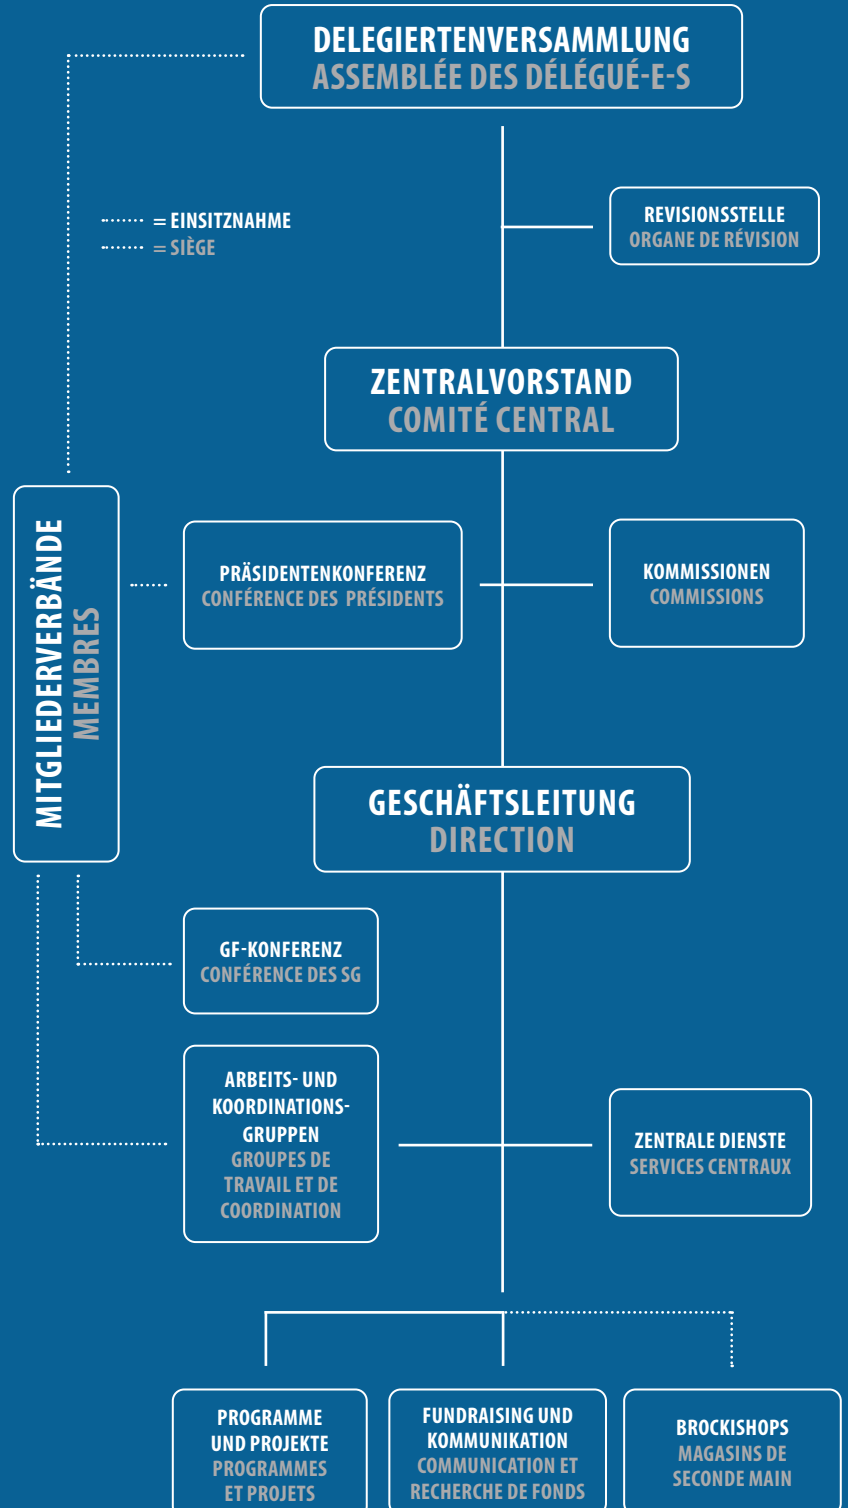 DELEGIERTENVERSAMMLUNG
ASSEMBLÉE DES DÉLÉGUÉ-E-S
= EINSITZNAHME
= SIÈGE
REVISIONSSTELLE
ORGANE DE RÉVISION
ZENTRALVORSTAND
COMITÉ CENTRAL
MITGLIEDERVERBÄNDE
MEMBRES
PRÄSIDENTENKONFERENZ
CONFÉRENCE DES PRÉSIDENTS
KOMMISSIONEN
COMMISSIONS
GESCHÄFTSLEITUNG
DIRECTION
GF-KONFERENZ
CONFÉRENCE DES SG
ARBEITS- UND
KOORDINATIONS-
GRUPPEN
GROUPES DE
TRAVAIL ET DE
COORDINATION
ZENTRALE DIENSTE
SERVICES CENTRAUX
PROGRAMME
UND PROJEKTE
PROGRAMMES
ET PROJETS
FUNDRAISING UND
KOMMUNIKATION
COMMUNICATION ET
RECHERCHE DE FONDS
BROCKISHOPS
MAGASINS DE
SECONDE MAIN